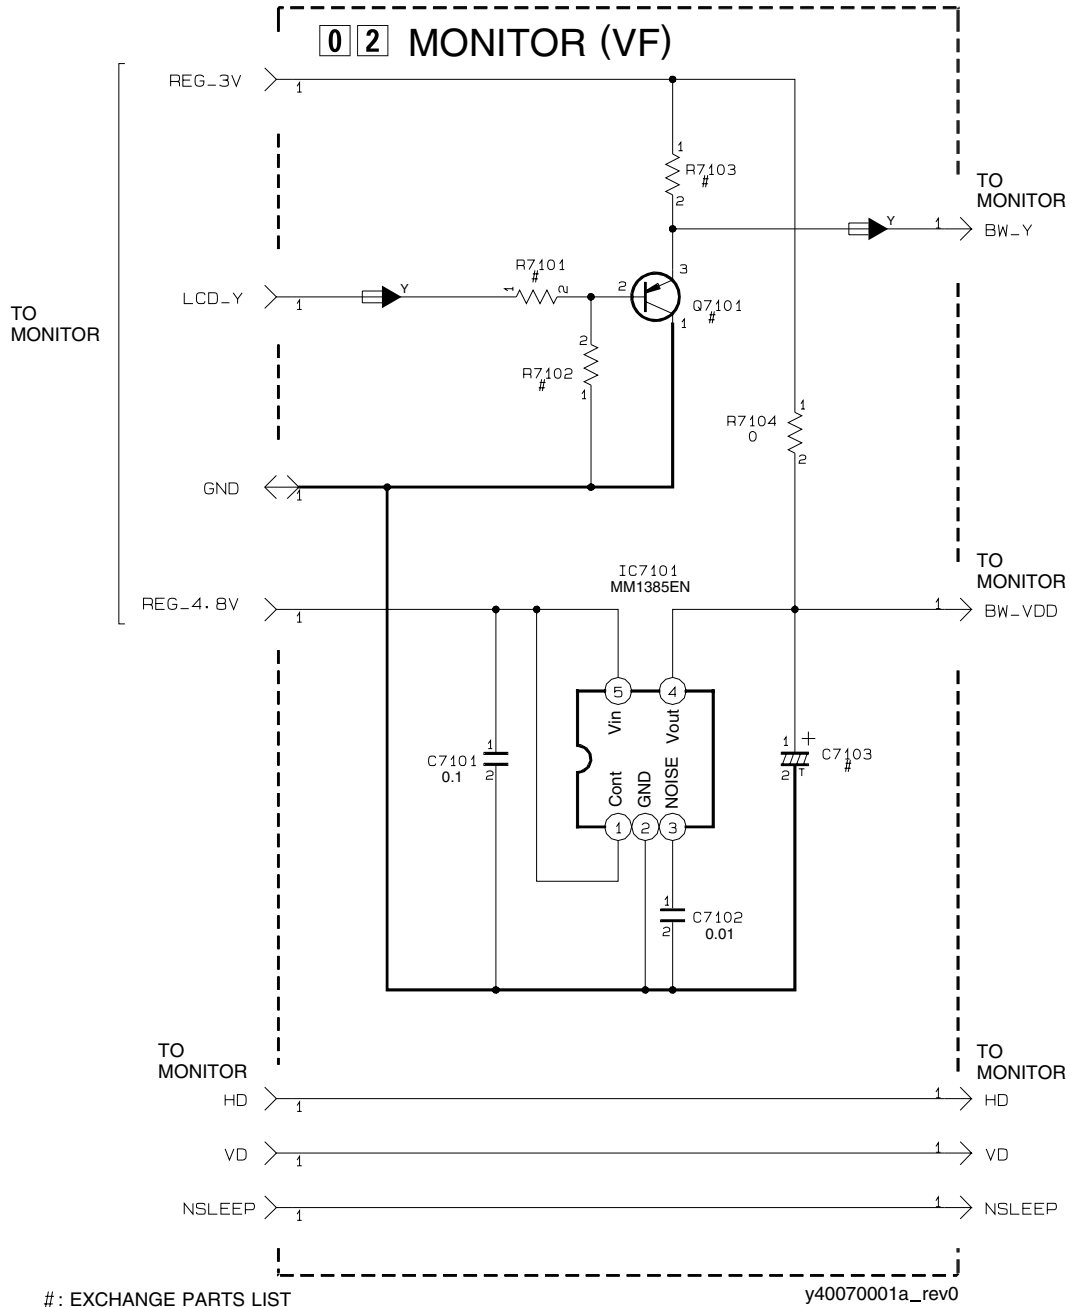 0 2 MONITOR (VF)
REG_3V
1
1
R7103
#
2
TO
MONITOR
Y
1
BW_Y
R7101
#
1
2
2
3
Q7101
#
1
LCD_Y
1
Y
TO
MONITOR
2
R7102
#
1
1
R7104
0
2
GND
1
IC7101
MM1385EN
TO
MONITOR
REG_4.8V
1
1
BW_VDD
5
4
Vin
Vout
1
C7101
0.1
2
1
+
C7103
#
2
T
Cont
GND
NOISE
1
2
3
1
C7102
0.01
2
TO
MONITOR
TO
MONITOR
HD
1
1
HD
VD
1
1
VD
NSLEEP
1
1
NSLEEP
#: EXCHANGE PARTS LIST
y40070001a_rev0